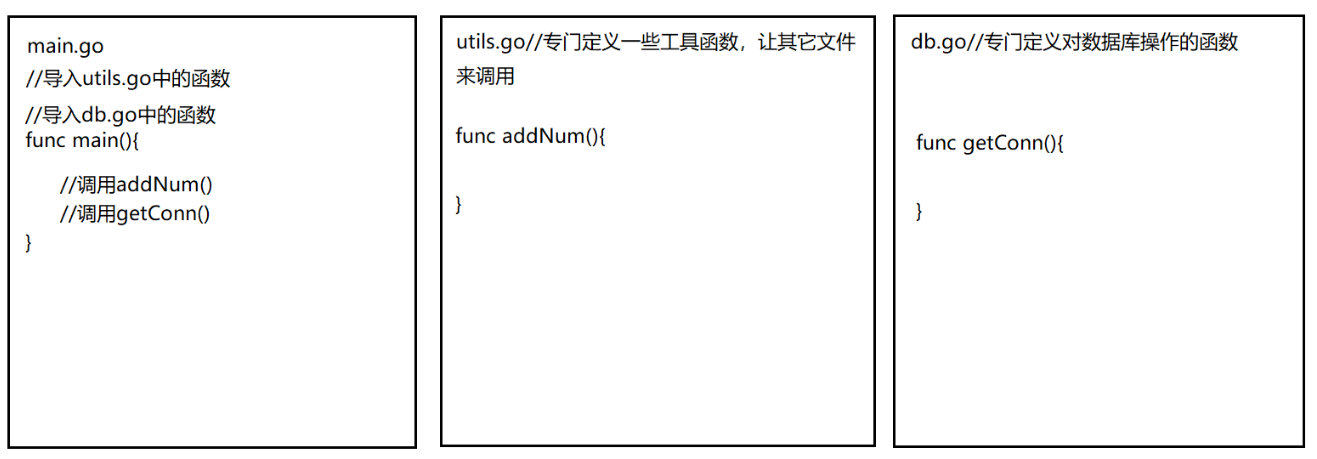 main.go
//导入utils.go中的函数
//导入db.go中的函数
func main(){
//调用addNum()
//调用getConn()
}
utils.go//专门定义一些工具函数，让其它文件
来调用
func addNum(){
}
db.go//专门定义对数据库操作的函数
func getConn(){
}